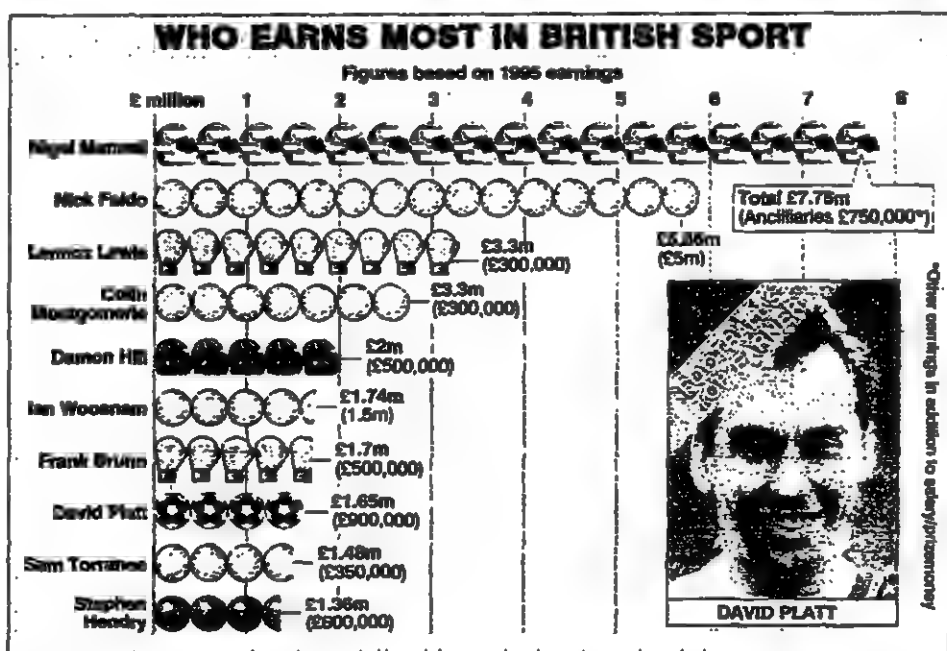 WHO EARNS MOST IN BRITISH SPORT
Figures based on 1995 earnings
£ million 1 2 3 4 5 6 7 8
Nigel Mansell
Total £7.75m
(Ancilliaries £750,000*)
Nick Faldo
(£5m)
Lennox Lewis
£3.3m
(£300,000)
Colin
Montgomerie
£3.3m
(£300,000)
Damon Hill
£2m
(£500,000)
Ian Woosnam
£1.74m
(1.5m)
Frank Bruno
£1.7m
(£500,000)
David Platt
£1.65m
(£900,000)
Sam Torrance
£1.48m
(£350,000)
Stephen
Hendry
£1.36m
(£600,000)
*Other earnings in addition to salary/prizemoney
DAVID PLATT